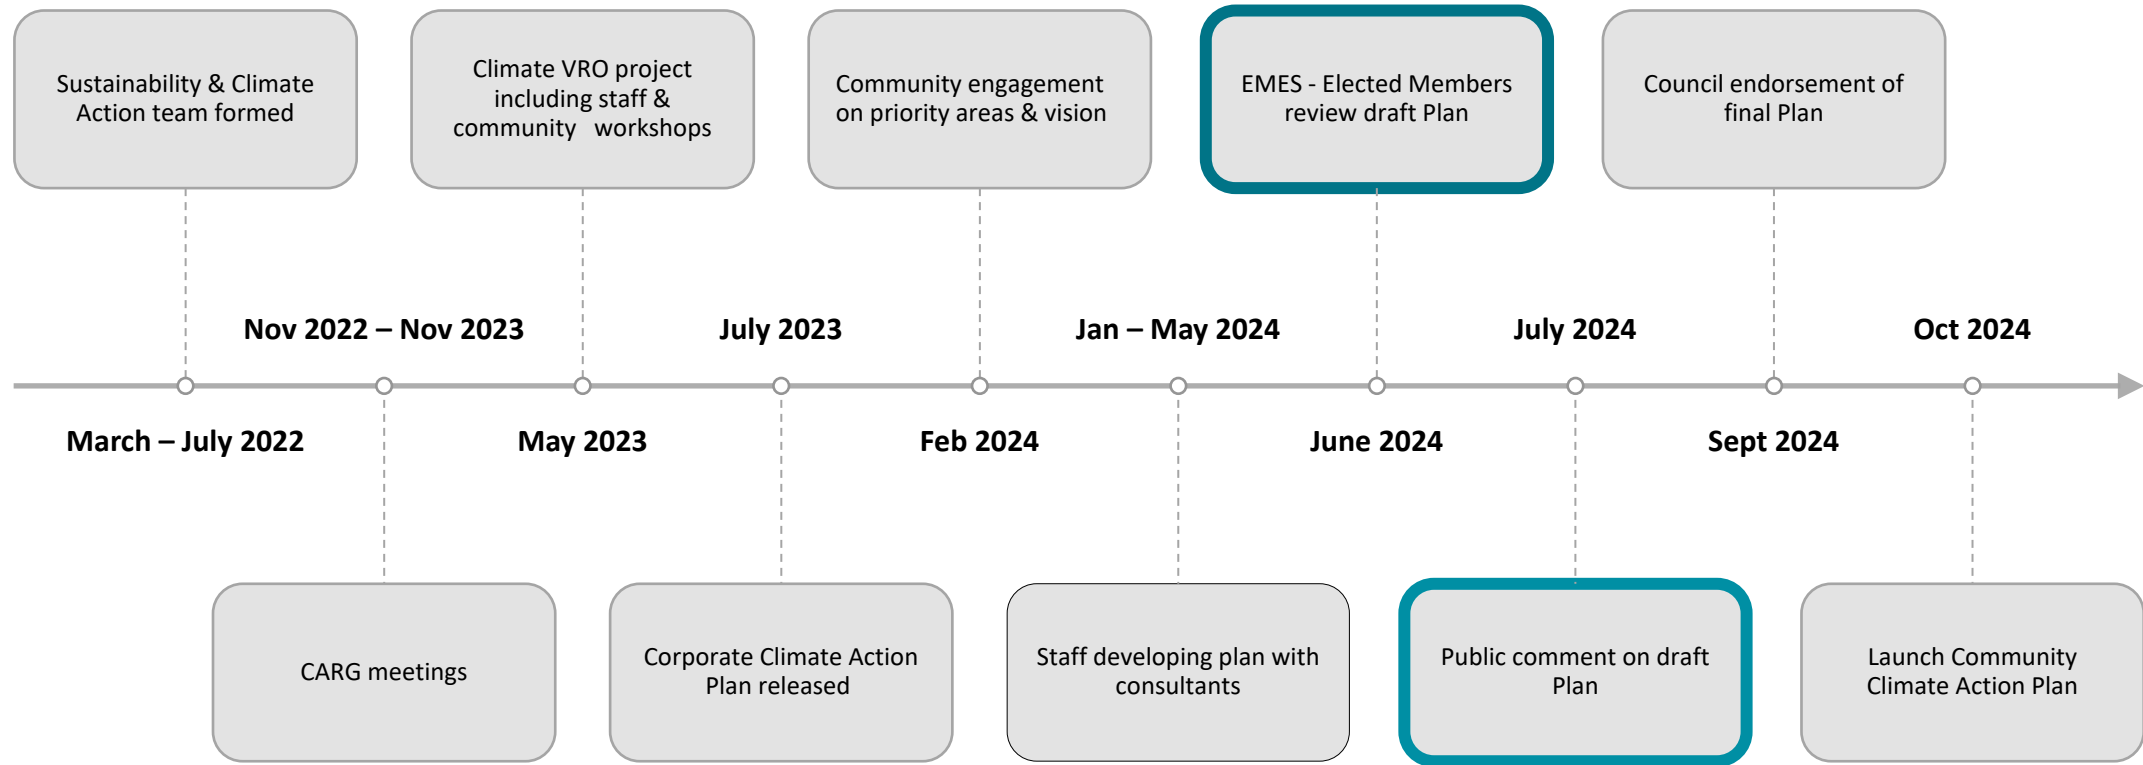 Sustainability & Climate
Action team formed
Climate VRO project
including staff &
community workshops
Community engagement
on priority areas & vision
EMES - Elected Members
review draft Plan
Council endorsement of
final Plan
Nov 2022 – Nov 2023
July 2023
Jan – May 2024
July 2024
Oct 2024
March – July 2022
May 2023
Feb 2024
June 2024
Sept 2024
CARG meetings
Corporate Climate Action
Plan released
Staff developing plan with
consultants
Public comment on draft
Plan
Launch Community
Climate Action Plan